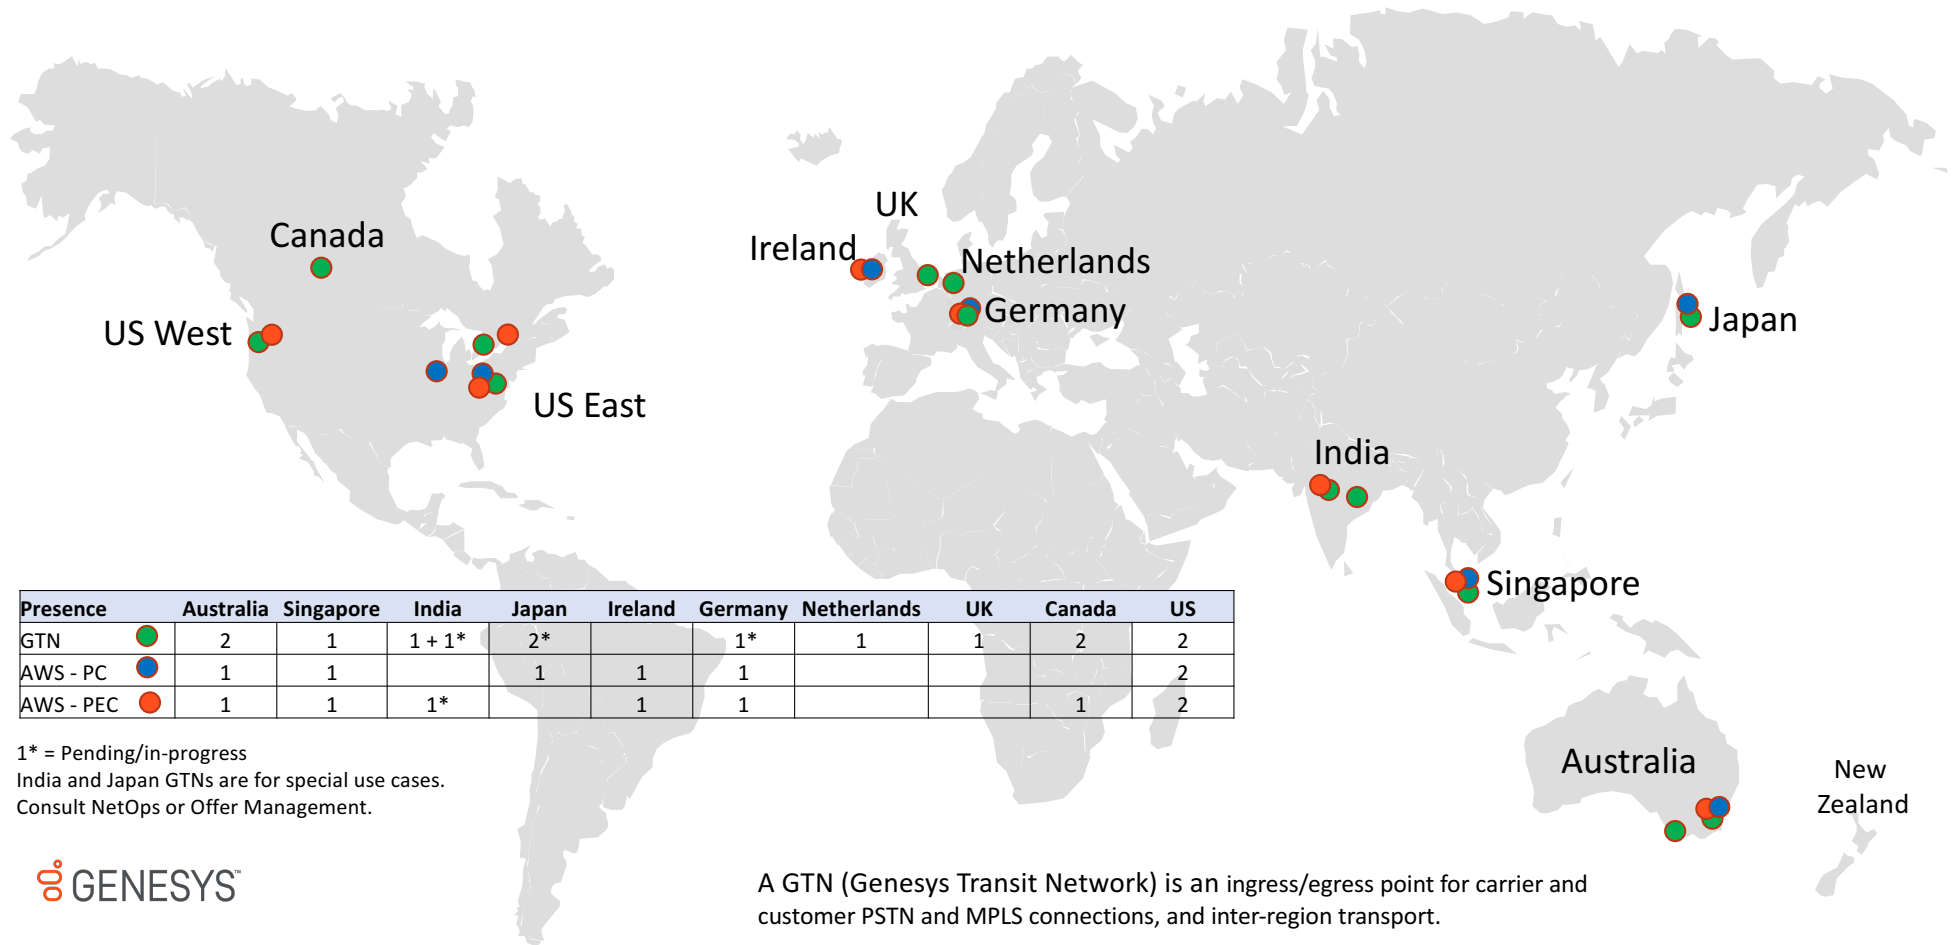 UK
Canada
Ireland
Netherlands
Germany
US West
Japan
US East
India
Singapore
Presence Australia Singapore India Japan Ireland Germany Netherlands UK Canada US
GTN 2 1 1 + 1* 2* 1* 1 1 2 2
AWS - PC 1 1 1 1 1 2
AWS - PEC 1 1 1* 1 1 1 2
1* = Pending/in-progress
India and Japan GTNs are for special use cases.
Consult NetOps or Offer Management.
Australia
New
Zealand
GENESYS™
A GTN (Genesys Transit Network) is an ingress/egress point for carrier and
customer PSTN and MPLS connections, and inter-region transport.